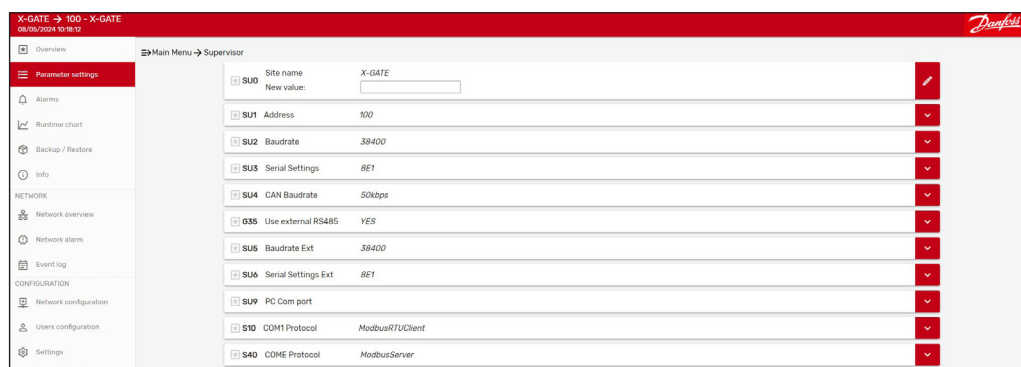 X-GATE → 100 - X-GATE
08/05/2024 10:18:12
Danfoss
Overview
Parameter settings
Alarms
Runtime chart
Backup / Restore
Info
NETWORK
Network overview
Network alarm
Event log
CONFIGURATION
Network configuration
Users configuration
Settings
Main Menu → Supervisor
SU0 Site name X-GATE
New value:
SU1 Address 100
SU2 Baudrate 38400
SU3 Serial Settings 8E1
SU4 CAN Baudrate 50kbps
G35 Use external RS485 YES
SU5 Baudrate Ext 38400
SU6 Serial Settings Ext 8E1
SU9 PC Com port
S10 COM1 Protocol ModbusRTUClient
S40 COME Protocol ModbusServer